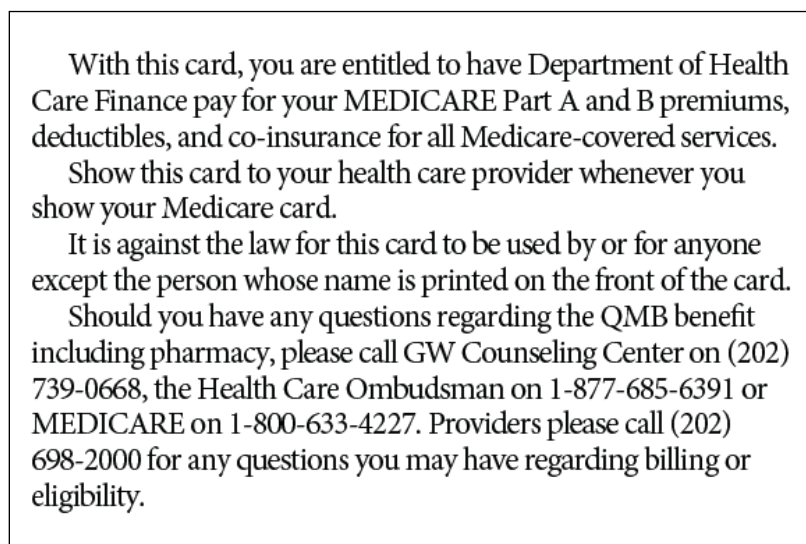 With this card, you are entitled to have Department of Health
Care Finance pay for your MEDICARE Part A and B premiums,
deductibles, and co-insurance for all Medicare-covered services.
Show this card to your health care provider whenever you
show your Medicare card.
It is against the law for this card to be used by or for anyone
except the person whose name is printed on the front of the card.
Should you have any questions regarding the QMB benefit
including pharmacy, please call GW Counseling Center on (202)
739-0668, the Health Care Ombudsman on 1-877-685-6391 or
MEDICARE on 1-800-633-4227. Providers please call (202)
698-2000 for any questions you may have regarding billing or
eligibility.